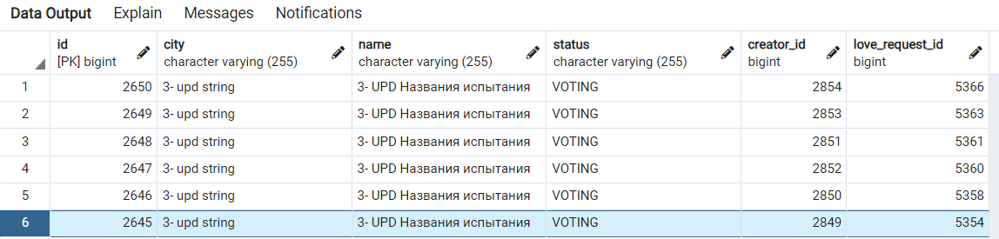 Data Output Explain Messages Notifications
id city name status creator_id love_request_id
[PK] bigint character varying (255) character varying (255) character varying (255) bigint bigint
1 2650 3- upd string 3- UPD Названия испытания VOTING 2854 5366
2 2649 3- upd string 3- UPD Названия испытания VOTING 2853 5363
3 2648 3- upd string 3- UPD Названия испытания VOTING 2851 5361
4 2647 3- upd string 3- UPD Названия испытания VOTING 2852 5360
5 2646 3- upd string 3- UPD Названия испытания VOTING 2850 5358
6 2645 3- upd string 3- UPD Названия испытания VOTING 2849 5354